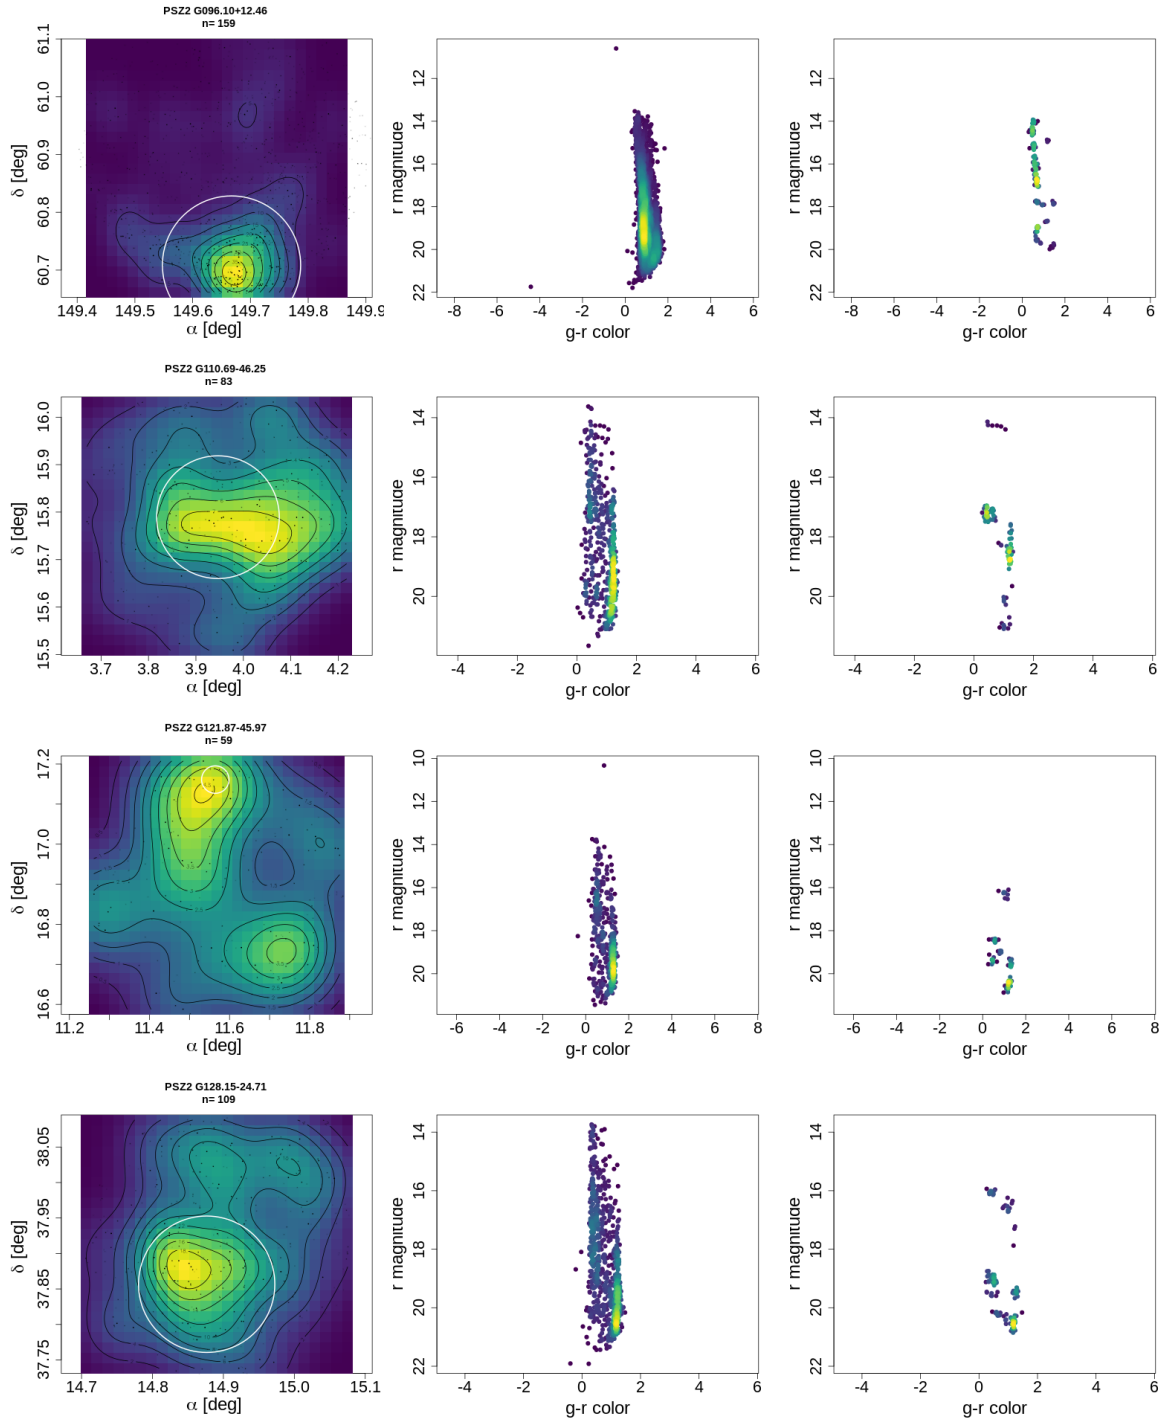 PSZ2 G096.10+12.46
n= 159
61.1
61.0
60.9
60.8
60.7
δ [deg]
149.4 149.5 149.6 149.7 149.8 149.9
α [deg]
12
14
16
18
20
22
r magnitude
-8 -6 -4 -2 0 2 4 6
g-r color
12
14
16
18
20
22
r magnitude
-8 -6 -4 -2 0 2 4 6
g-r color
PSZ2 G110.69-46.25
n= 83
16.0
15.9
15.8
15.7
15.6
15.5
δ [deg]
3.7 3.8 3.9 4.0 4.1 4.2
α [deg]
14
16
18
20
r magnitude
-4 -2 0 2 4 6
g-r color
14
16
18
20
r magnitude
-4 -2 0 2 4 6
g-r color
PSZ2 G121.87-45.97
n= 59
17.2
17.0
16.8
16.6
δ [deg]
11.2 11.4 11.6 11.8
α [deg]
10
12
14
16
18
20
r magnitude
-6 -4 -2 0 2 4 6 8
g-r color
10
12
14
16
18
20
r magnitude
-6 -4 -2 0 2 4 6 8
g-r color
PSZ2 G128.15-24.71
n= 109
38.05
37.95
37.85
37.75
δ [deg]
14.7 14.8 14.9 15.0 15.1
α [deg]
14
16
18
20
22
r magnitude
-4 -2 0 2 4 6
g-r color
14
16
18
20
22
r magnitude
-4 -2 0 2 4 6
g-r color